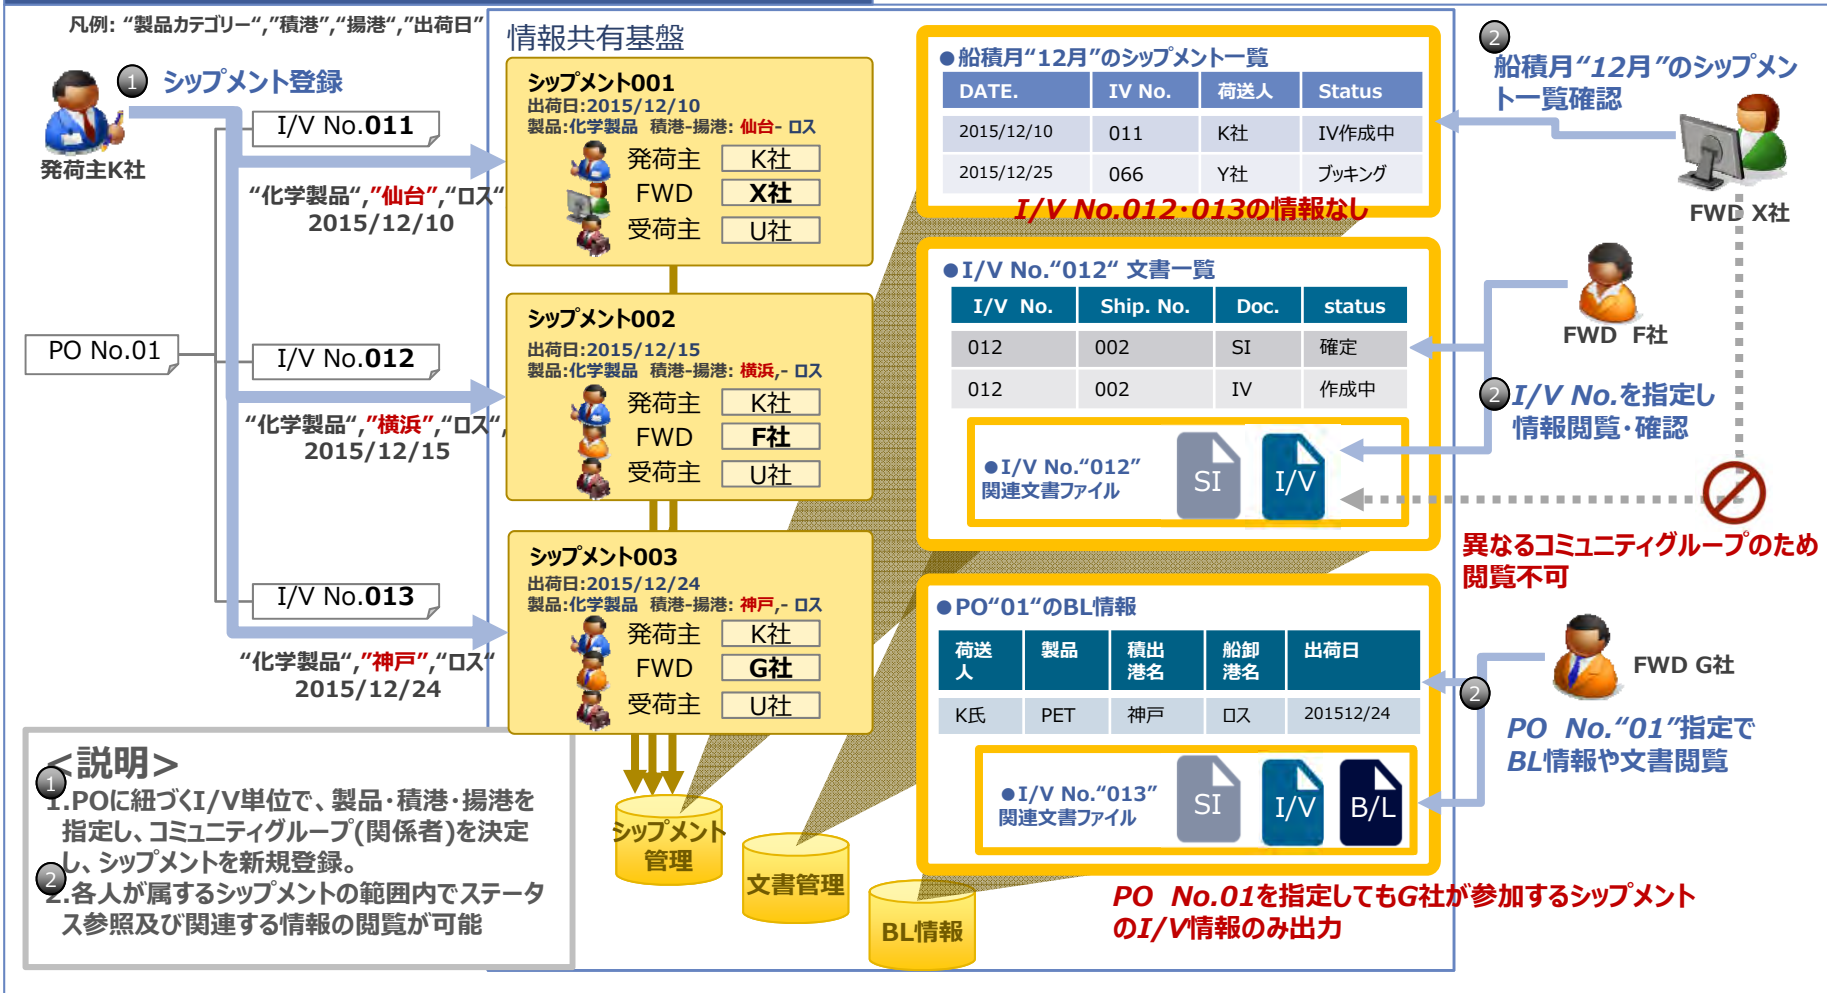 凡例: “製品カテゴリー“,”積港“,“揚港“,”出荷日”
1
シップメント登録
発荷主K社
PO No.01
I/V No.011
“化学製品“,”仙台”,“ロス“
2015/12/10
I/V No.012
“化学製品“,”横浜”,“ロス“,
2015/12/15
I/V No.013
“化学製品“,”神戸”,“ロス“
2015/12/24
<説明>
1
1.POに紐づくI/V単位で、製品・積港・揚港を
指定し、コミュニティグループ(関係者)を決定
し、シップメントを新規登録。
2
2.各人が属するシップメントの範囲内でステータ
ス参照及び関連する情報の閲覧が可能
情報共有基盤
シップメント001
出荷日:2015/12/10
製品:化学製品 積港-揚港: 仙台- ロス
発荷主 K社
FWD X社
受荷主 U社
シップメント002
出荷日:2015/12/15
製品:化学製品 積港-揚港: 横浜,- ロス
発荷主 K社
FWD F社
受荷主 U社
シップメント003
出荷日:2015/12/24
製品:化学製品 積港-揚港: 神戸,- ロス
発荷主 K社
FWD G社
受荷主 U社
シップメント
管理
文書管理
BL情報
●船積月“12月”のシップメント一覧
DATE. IV No. 荷送人 Status
2015/12/10 011 K社 IV作成中
2015/12/25 066 Y社 ブッキング
I/V No.012・013の情報なし
●I/V No.“012“ 文書一覧
I/V No. Ship. No. Doc. status
012 002 SI 確定
012 002 IV 作成中
●I/V No.“012”
関連文書ファイル
SI
I/V
●PO“01”のBL情報
荷送
人 製品 積出
港名 船卸
港名 出荷日
K氏 PET 神戸 ロス 201512/24
●I/V No.“013”
関連文書ファイル
SI
I/V
B/L
PO No.01を指定してもG社が参加するシップメント
のI/V情報のみ出力
2
船積月“12月”のシップメン
ト一覧確認
FWD X社
FWD F社
2
I/V No.を指定し
情報閲覧・確認
異なるコミュニティグループのため
閲覧不可
FWD G社
2
PO No.“01”指定で
BL情報や文書閲覧